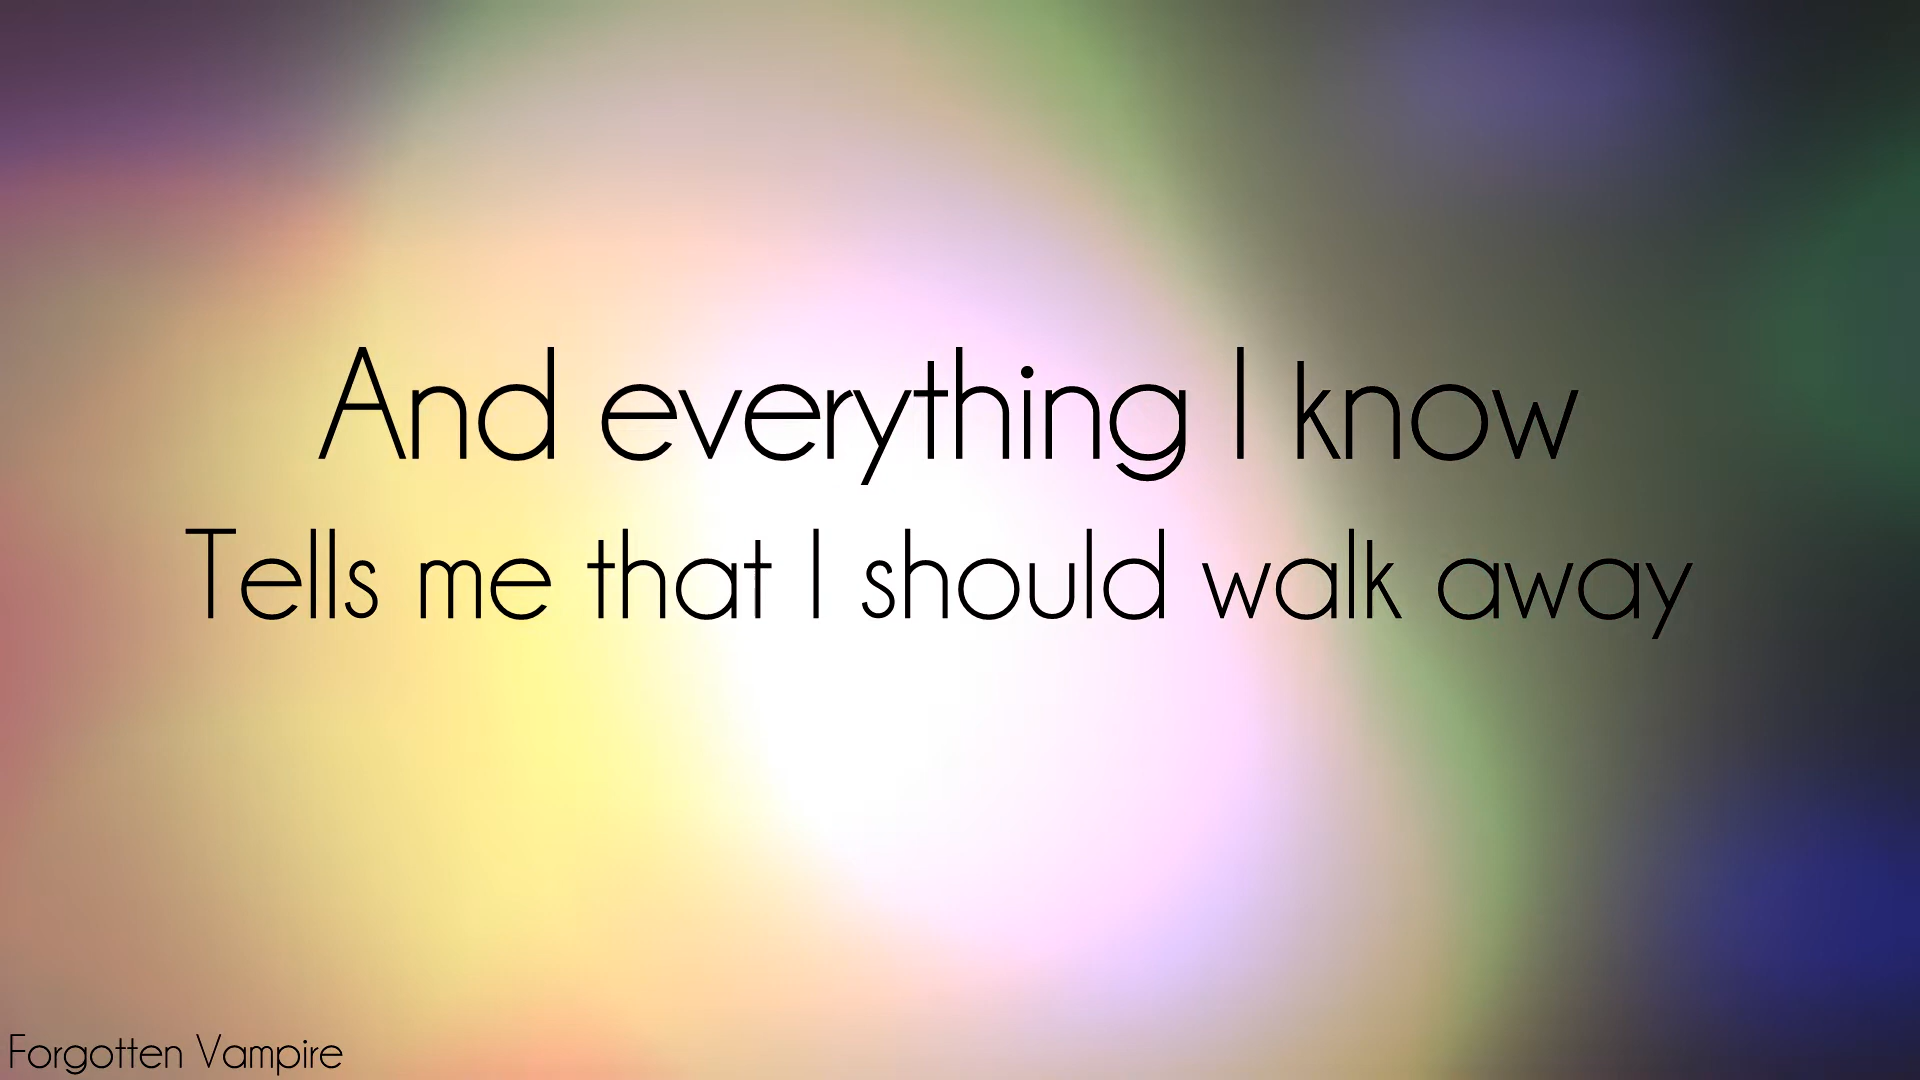 And everything I know
Tells me that I should walk away
Forgotten Vampire